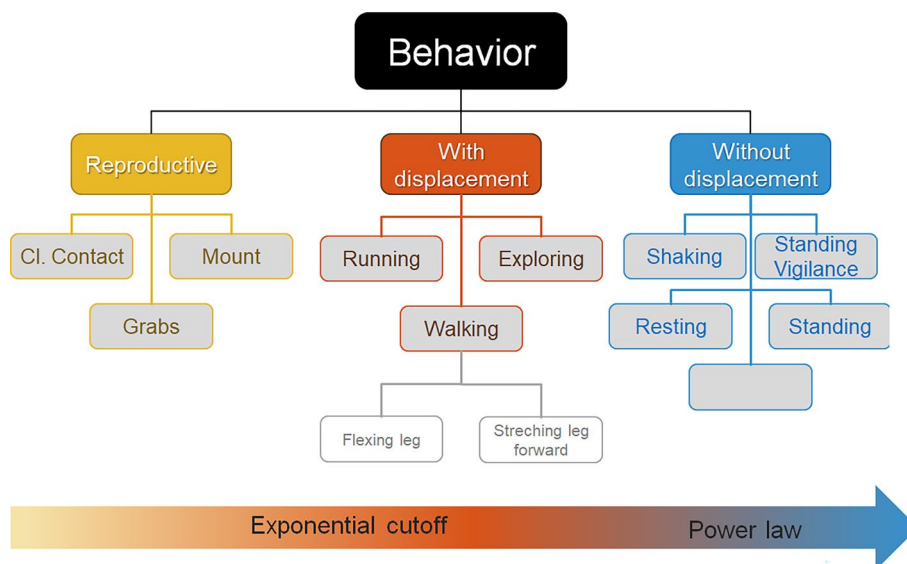 Behavior
Reproductive
With
displacement
Without
displacement
Cl. Contact
Mount
Running
Exploring
Shaking
Standing
Vigilance
Grabs
Walking
Resting
Standing
Flexing leg
Streching leg
forward
Exponential cutoff
Power law